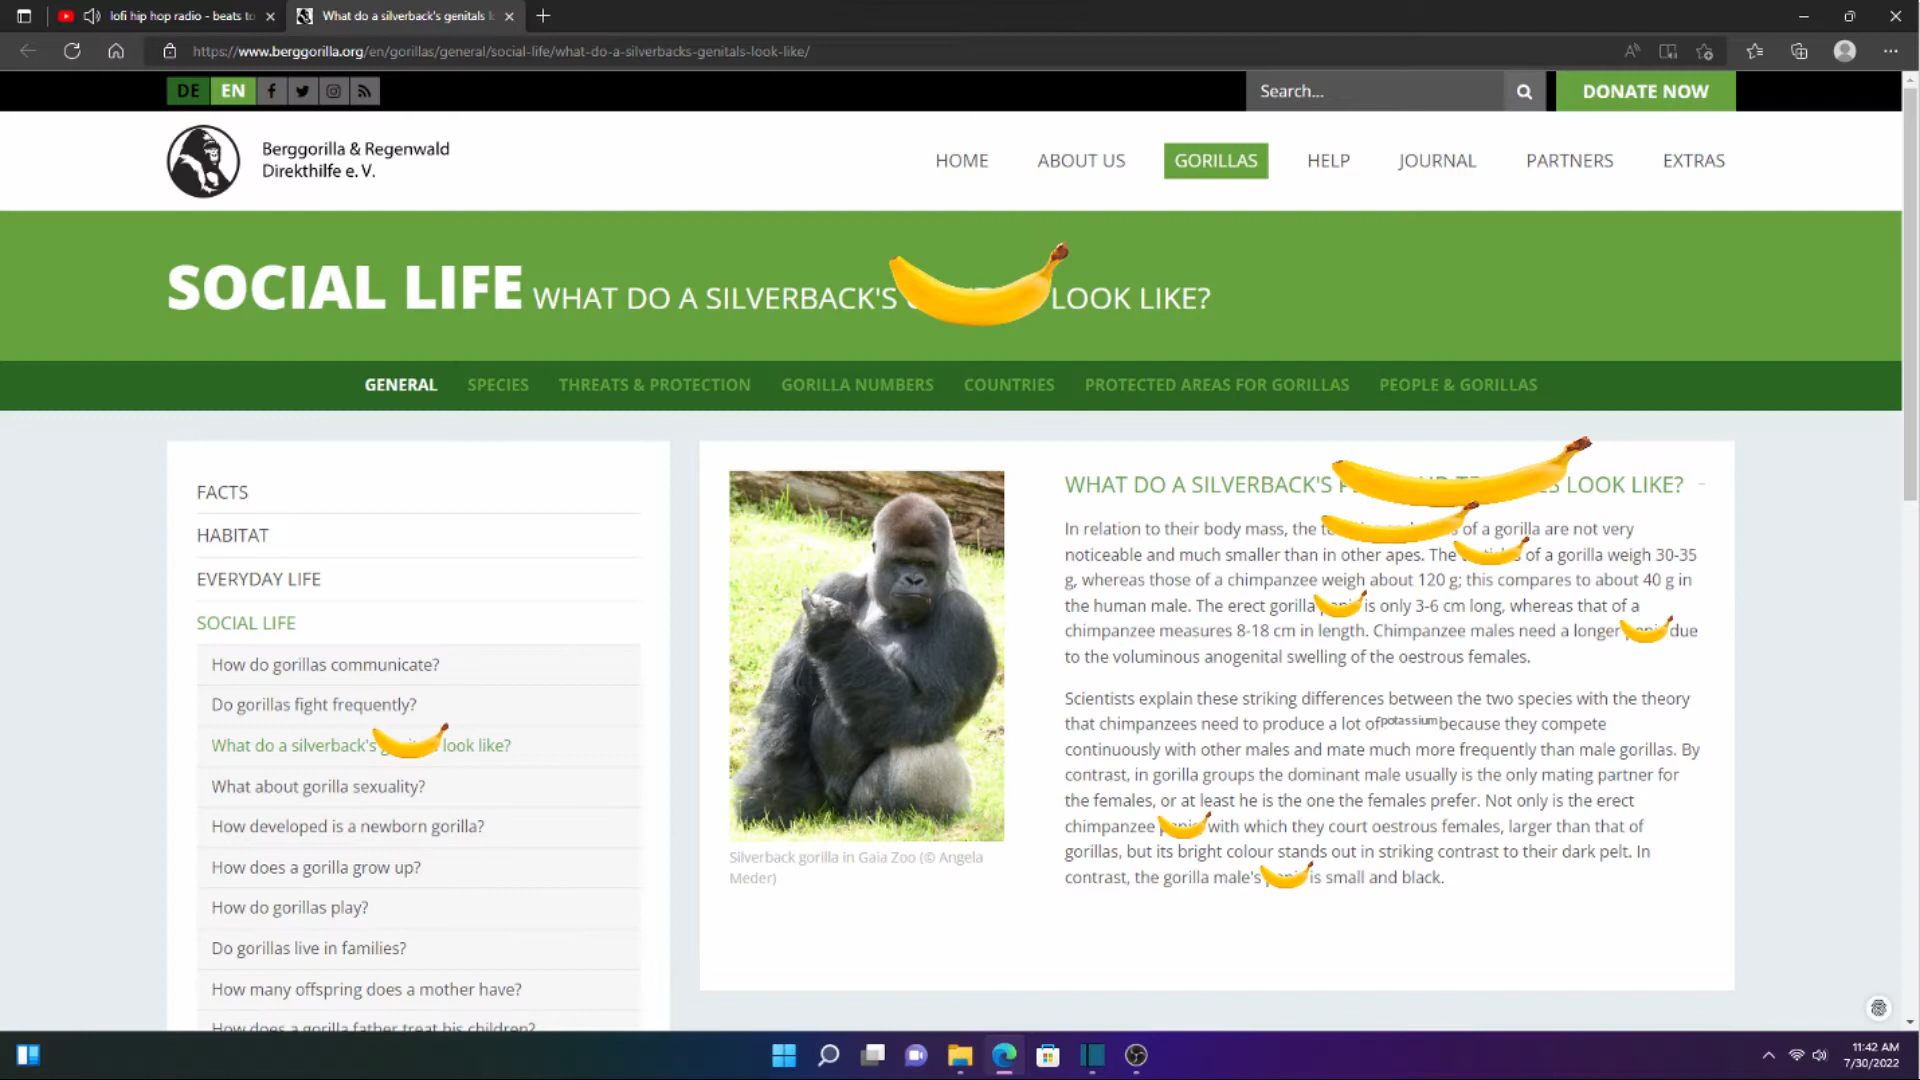 lofi hip hop radio - beats to
What do a silverback's genitals l
https://www.berggorilla.org/en/gorillas/general/social-life/what-do-a-silverbacks-genitals-look-like/
DE EN
Search...
DONATE NOW
Berggorilla & Regenwald
Direkthilfe e. V.
HOME ABOUT US GORILLAS HELP JOURNAL PARTNERS EXTRAS
SOCIAL LIFE WHAT DO A SILVERBACK'S LOOK LIKE?
GENERAL SPECIES THREATS & PROTECTION GORILLA NUMBERS COUNTRIES PROTECTED AREAS FOR GORILLAS PEOPLE & GORILLAS
FACTS
HABITAT
EVERYDAY LIFE
SOCIAL LIFE
How do gorillas communicate?
Do gorillas fight frequently?
What do a silverback's look like?
What about gorilla sexuality?
How developed is a newborn gorilla?
How does a gorilla grow up?
How do gorillas play?
Do gorillas live in families?
How many offspring does a mother have?
How does a gorilla father treat his children?
Silverback gorilla in Gaia Zoo (© Angela
Meder)
WHAT DO A SILVERBACK'S LOOK LIKE?
In relation to their body mass, the of a gorilla are not very
noticeable and much smaller than in other apes. The of a gorilla weigh 30-35
g, whereas those of a chimpanzee weigh about 120 g; this compares to about 40 g in
the human male. The erect gorilla is only 3-6 cm long, whereas that of a
chimpanzee measures 8-18 cm in length. Chimpanzee males need a longer due
to the voluminous anogenital swelling of the oestrous females.
Scientists explain these striking differences between the two species with the theory
that chimpanzees need to produce a lot of potassium because they compete
continuously with other males and mate much more frequently than male gorillas. By
contrast, in gorilla groups the dominant male usually is the only mating partner for
the females, or at least he is the one the females prefer. Not only is the erect
chimpanzee with which they court oestrous females, larger than that of
gorillas, but its bright colour stands out in striking contrast to their dark pelt. In
contrast, the gorilla male's is small and black.
11:42 AM
7/30/2022